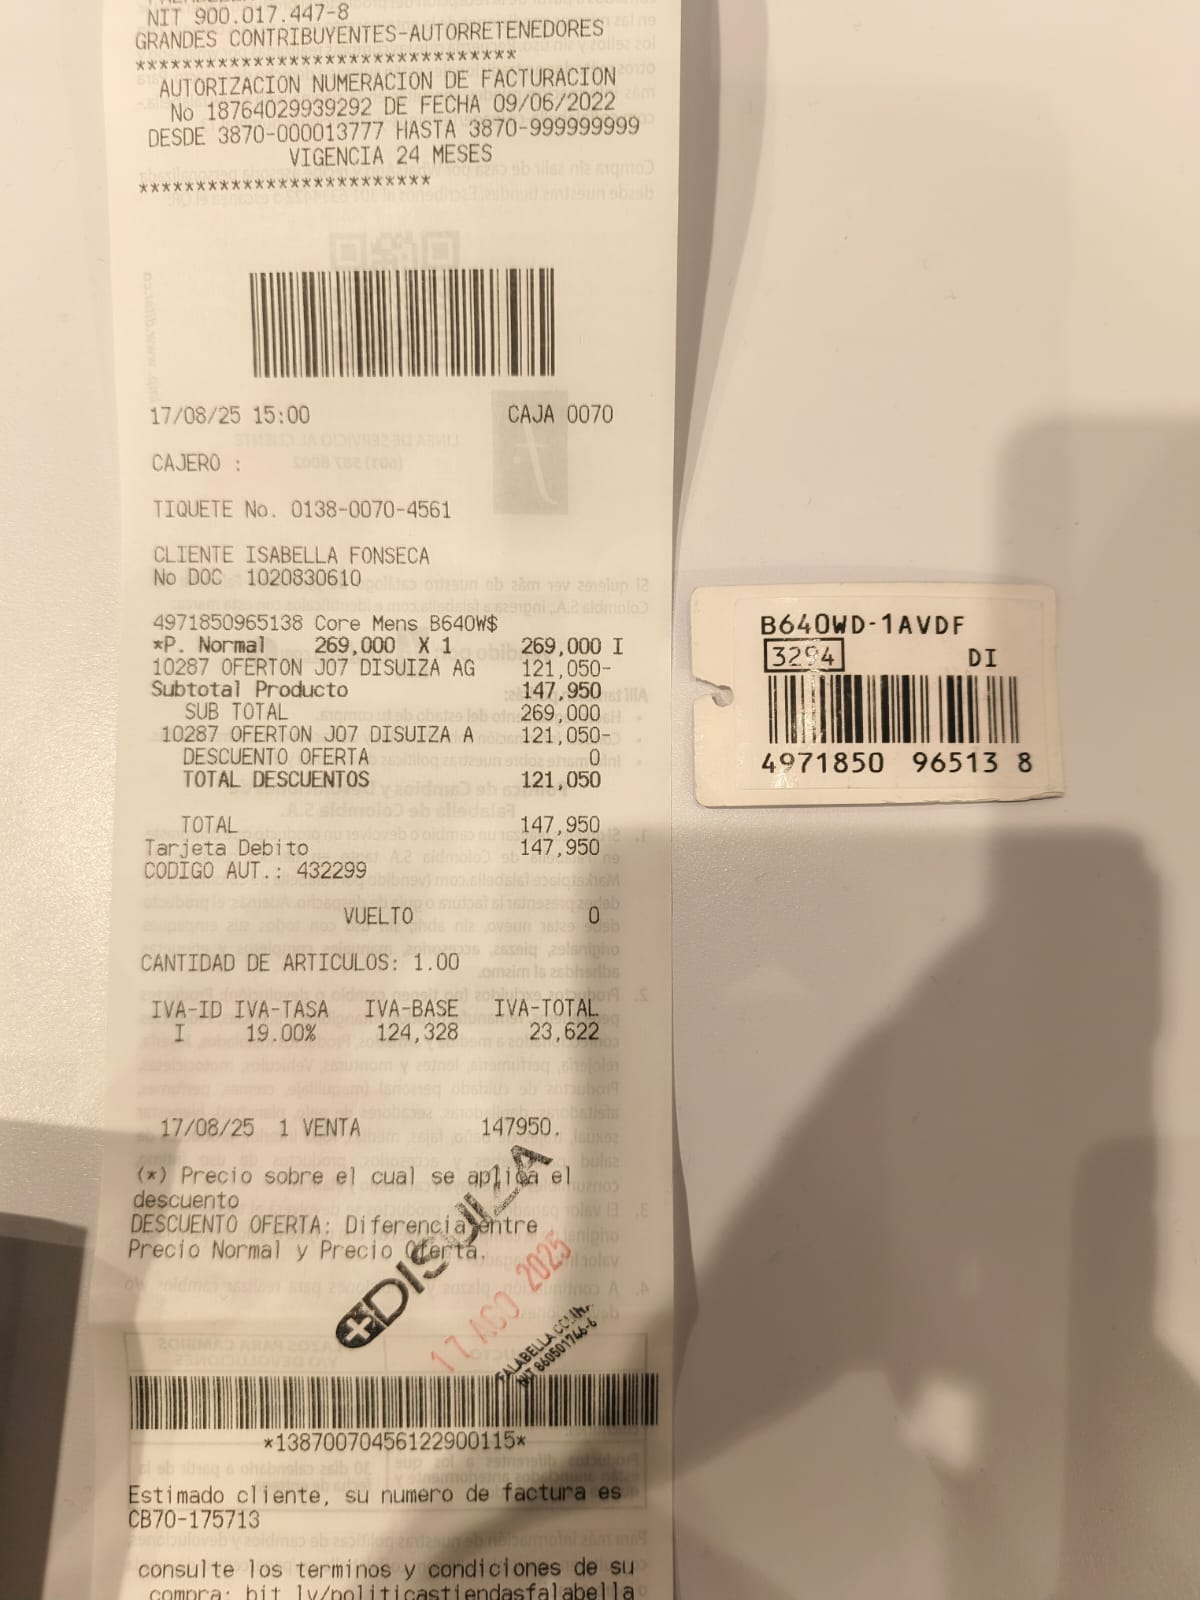 NIT 900.017.447-8
GRANDES CONTRIBUYENTES-AUTORRETENEDORES
*********************************
AUTORIZACION NUMERACION DE FACTURACION
No 18764029939292 DE FECHA 09/06/2022
DESDE 3870-000013777 HASTA 3870-999999999
VIGENCIA 24 MESES
*************************
17/08/25 15:00 CAJA 0070
CAJERO :
TIQUETE No. 0138-0070-4561
CLIENTE ISABELLA FONSECA
No DOC 1020830610
4971850965138 Core Mens B640W$
*P. Normal 269,000 X 1 269,000 I
10287 OFERTON J07 DISUIZA AG 121,050-
Subtotal Producto 147,950
SUB TOTAL 269,000
10287 OFERTON J07 DISUIZA A 121,050-
DESCUENTO OFERTA 0
TOTAL DESCUENTOS 121,050
TOTAL 147,950
Tarjeta Debito 147,950
CODIGO AUT.: 432299
VUELTO 0
CANTIDAD DE ARTICULOS: 1.00
IVA-ID IVA-TASA IVA-BASE IVA-TOTAL
I 19.00% 124,328 23,622
17/08/25 1 VENTA 147950.
(*) Precio sobre el cual se aplica el
descuento
DESCUENTO OFERTA: Diferencia entre
Precio Normal y Precio Oferta.
DISUIZA
17 AGO 2025
FALABELLA
NIT 860501746-6
*13870070456122900115*
Estimado cliente, su numero de factura es
CB70-175713
consulte los terminos y condiciones de su
compra: bit.ly/politicastiendasfalabella
B640WD-1AVDF
3294 DI
4971850 96513 8